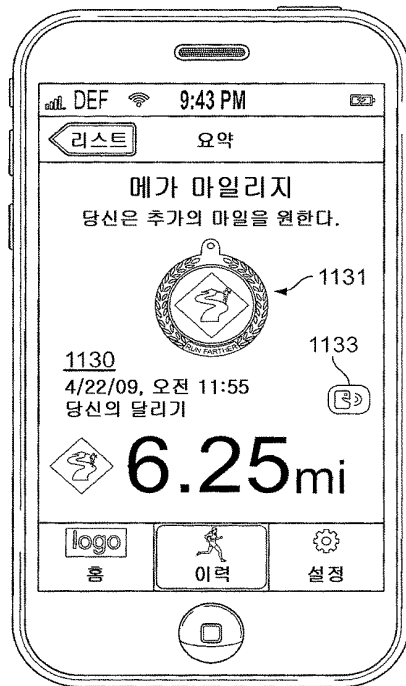 DEF 9:43 PM
리스트 요약
메가 마일리지
당신은 추가의 마일을 원한다.
RUN FARTHER
1131
1130
1133
4/22/09, 오전 11:55
당신의 달리기
6.25mi
logo
홈 이력 설정